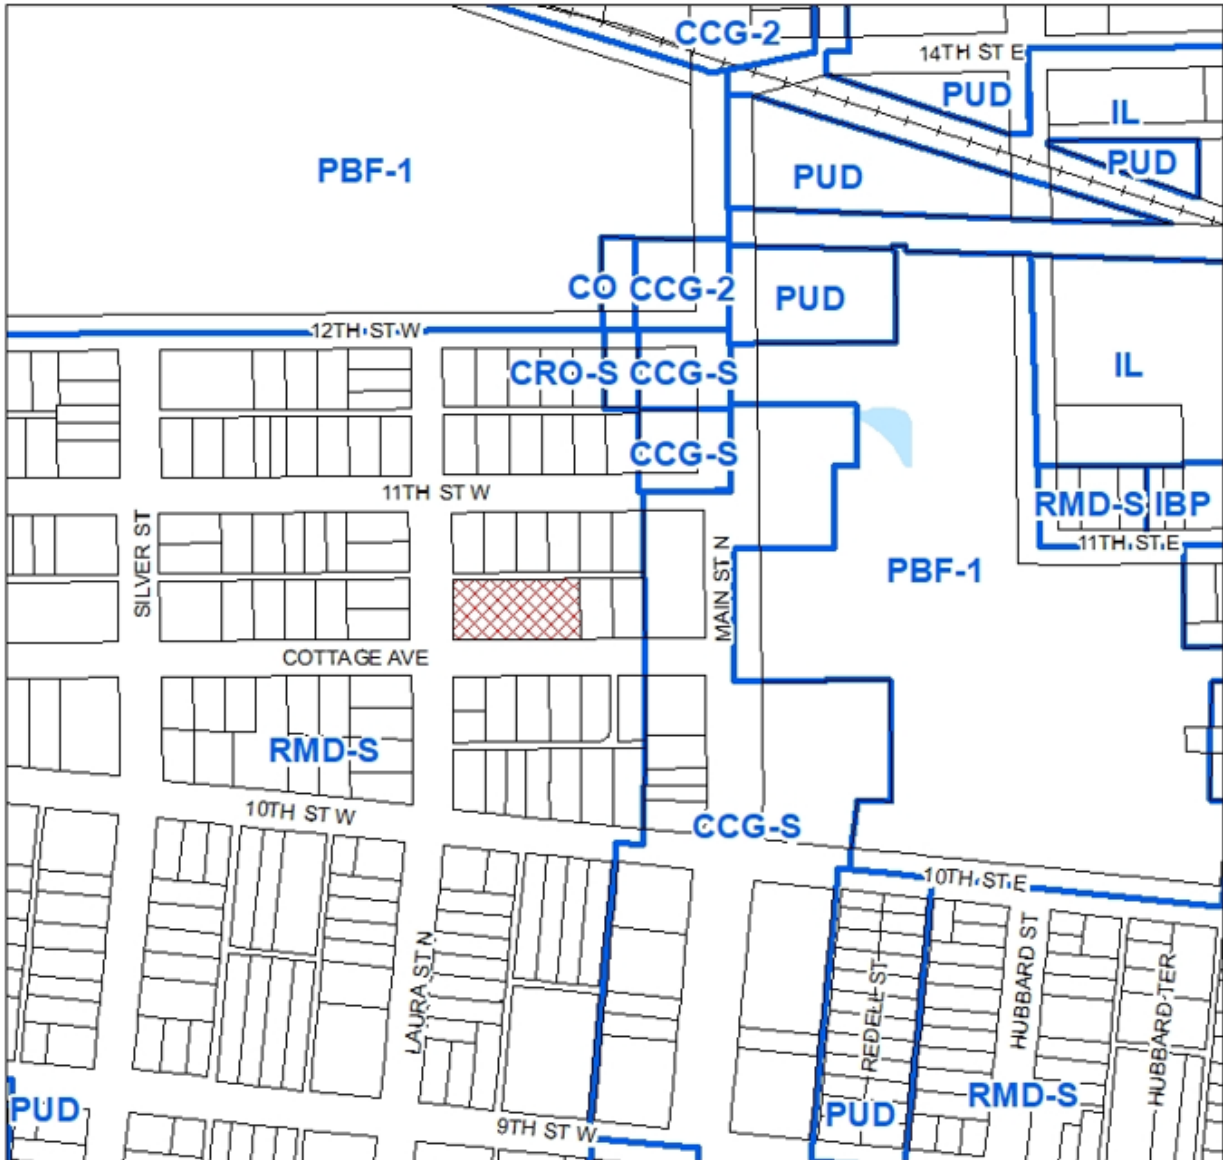 CCG-2
14TH ST E
PUD
IL
PUD
PBF-1
PUD
CO
CCG-2
PUD
12TH ST W
CRO-S
CCG-S
IL
CCG-S
11TH ST W
RMD-S
IBP
11TH ST E
SILVER ST
MAIN ST N
PBF-1
COTTAGE AVE
RMD-S
10TH ST W
CCG-S
10TH ST E
LAURA ST N
REDELL ST
HUBBARD ST
HUBBARD TER
RMD-S
PUD
PUD
9TH ST W